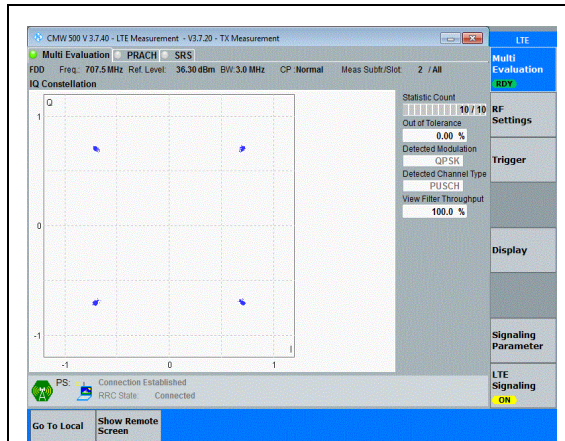 CMW 500 V 3.7.40 - LTE Measurement - V3.7.20 - TX Measurement
LTE
Multi Evaluation PRACH SRS
Multi
Evaluation
RDY
FDD Freq.: 707.5 MHz Ref. Level: 36.30 dBm BW: 3.0 MHz CP : Normal Meas Subfr./Slot: 2 / All
IQ Constellation
Statistic Count
10 / 10
Out of Tolerance
0.00 %
Detected Modulation
QPSK
Detected Channel Type
PUSCH
View Filter Throughput
100.0 %
RF
Settings
Trigger
Display
Signaling
Parameter
LTE
Signaling
ON
Q
1
0
-1
I
-1 0 1
PS: Connection Established
RRC State: Connected
Go To Local
Show Remote
Screen